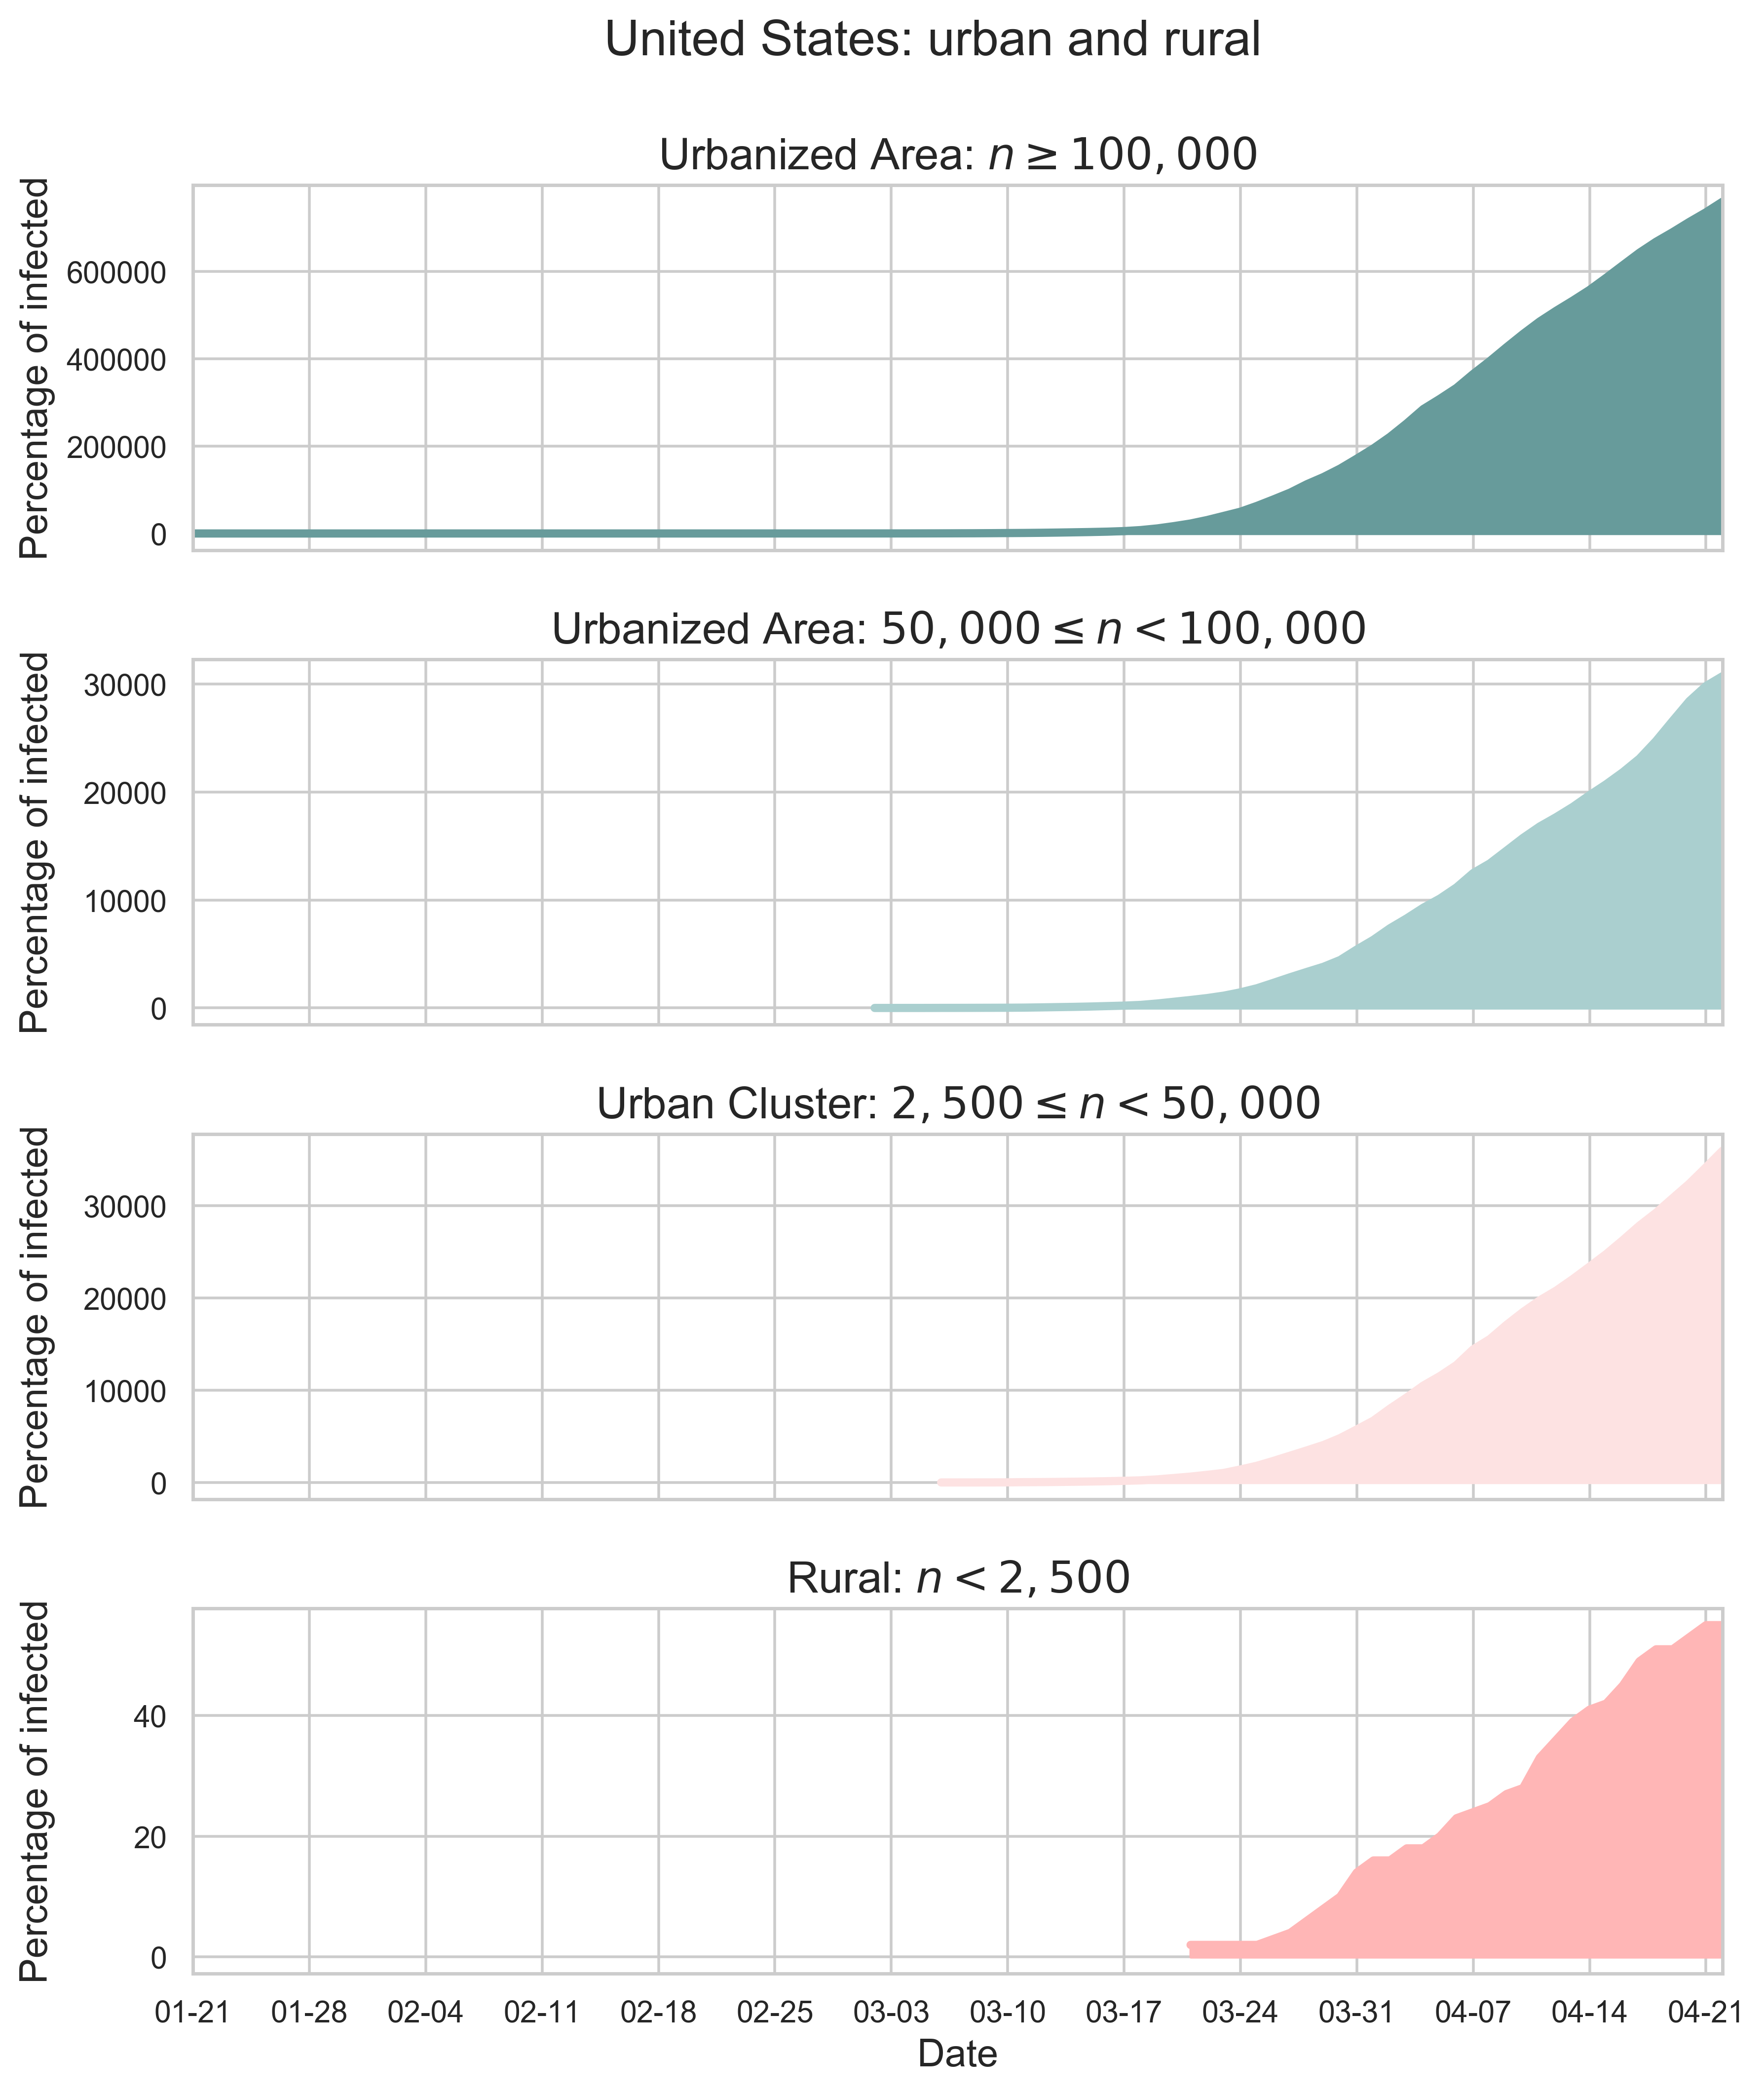 United States: urban and rural
Urbanized Area: n ≥ 100,000
Percentage of infected
600000
400000
200000
0
Urbanized Area: 50,000 ≤ n < 100,000
Percentage of infected
30000
20000
10000
0
Urban Cluster: 2,500 ≤ n < 50,000
Percentage of infected
30000
20000
10000
0
Rural: n < 2,500
Percentage of infected
40
20
0
01-21 01-28 02-04 02-11 02-18 02-25 03-03 03-10 03-17 03-24 03-31 04-07 04-14 04-21
Date